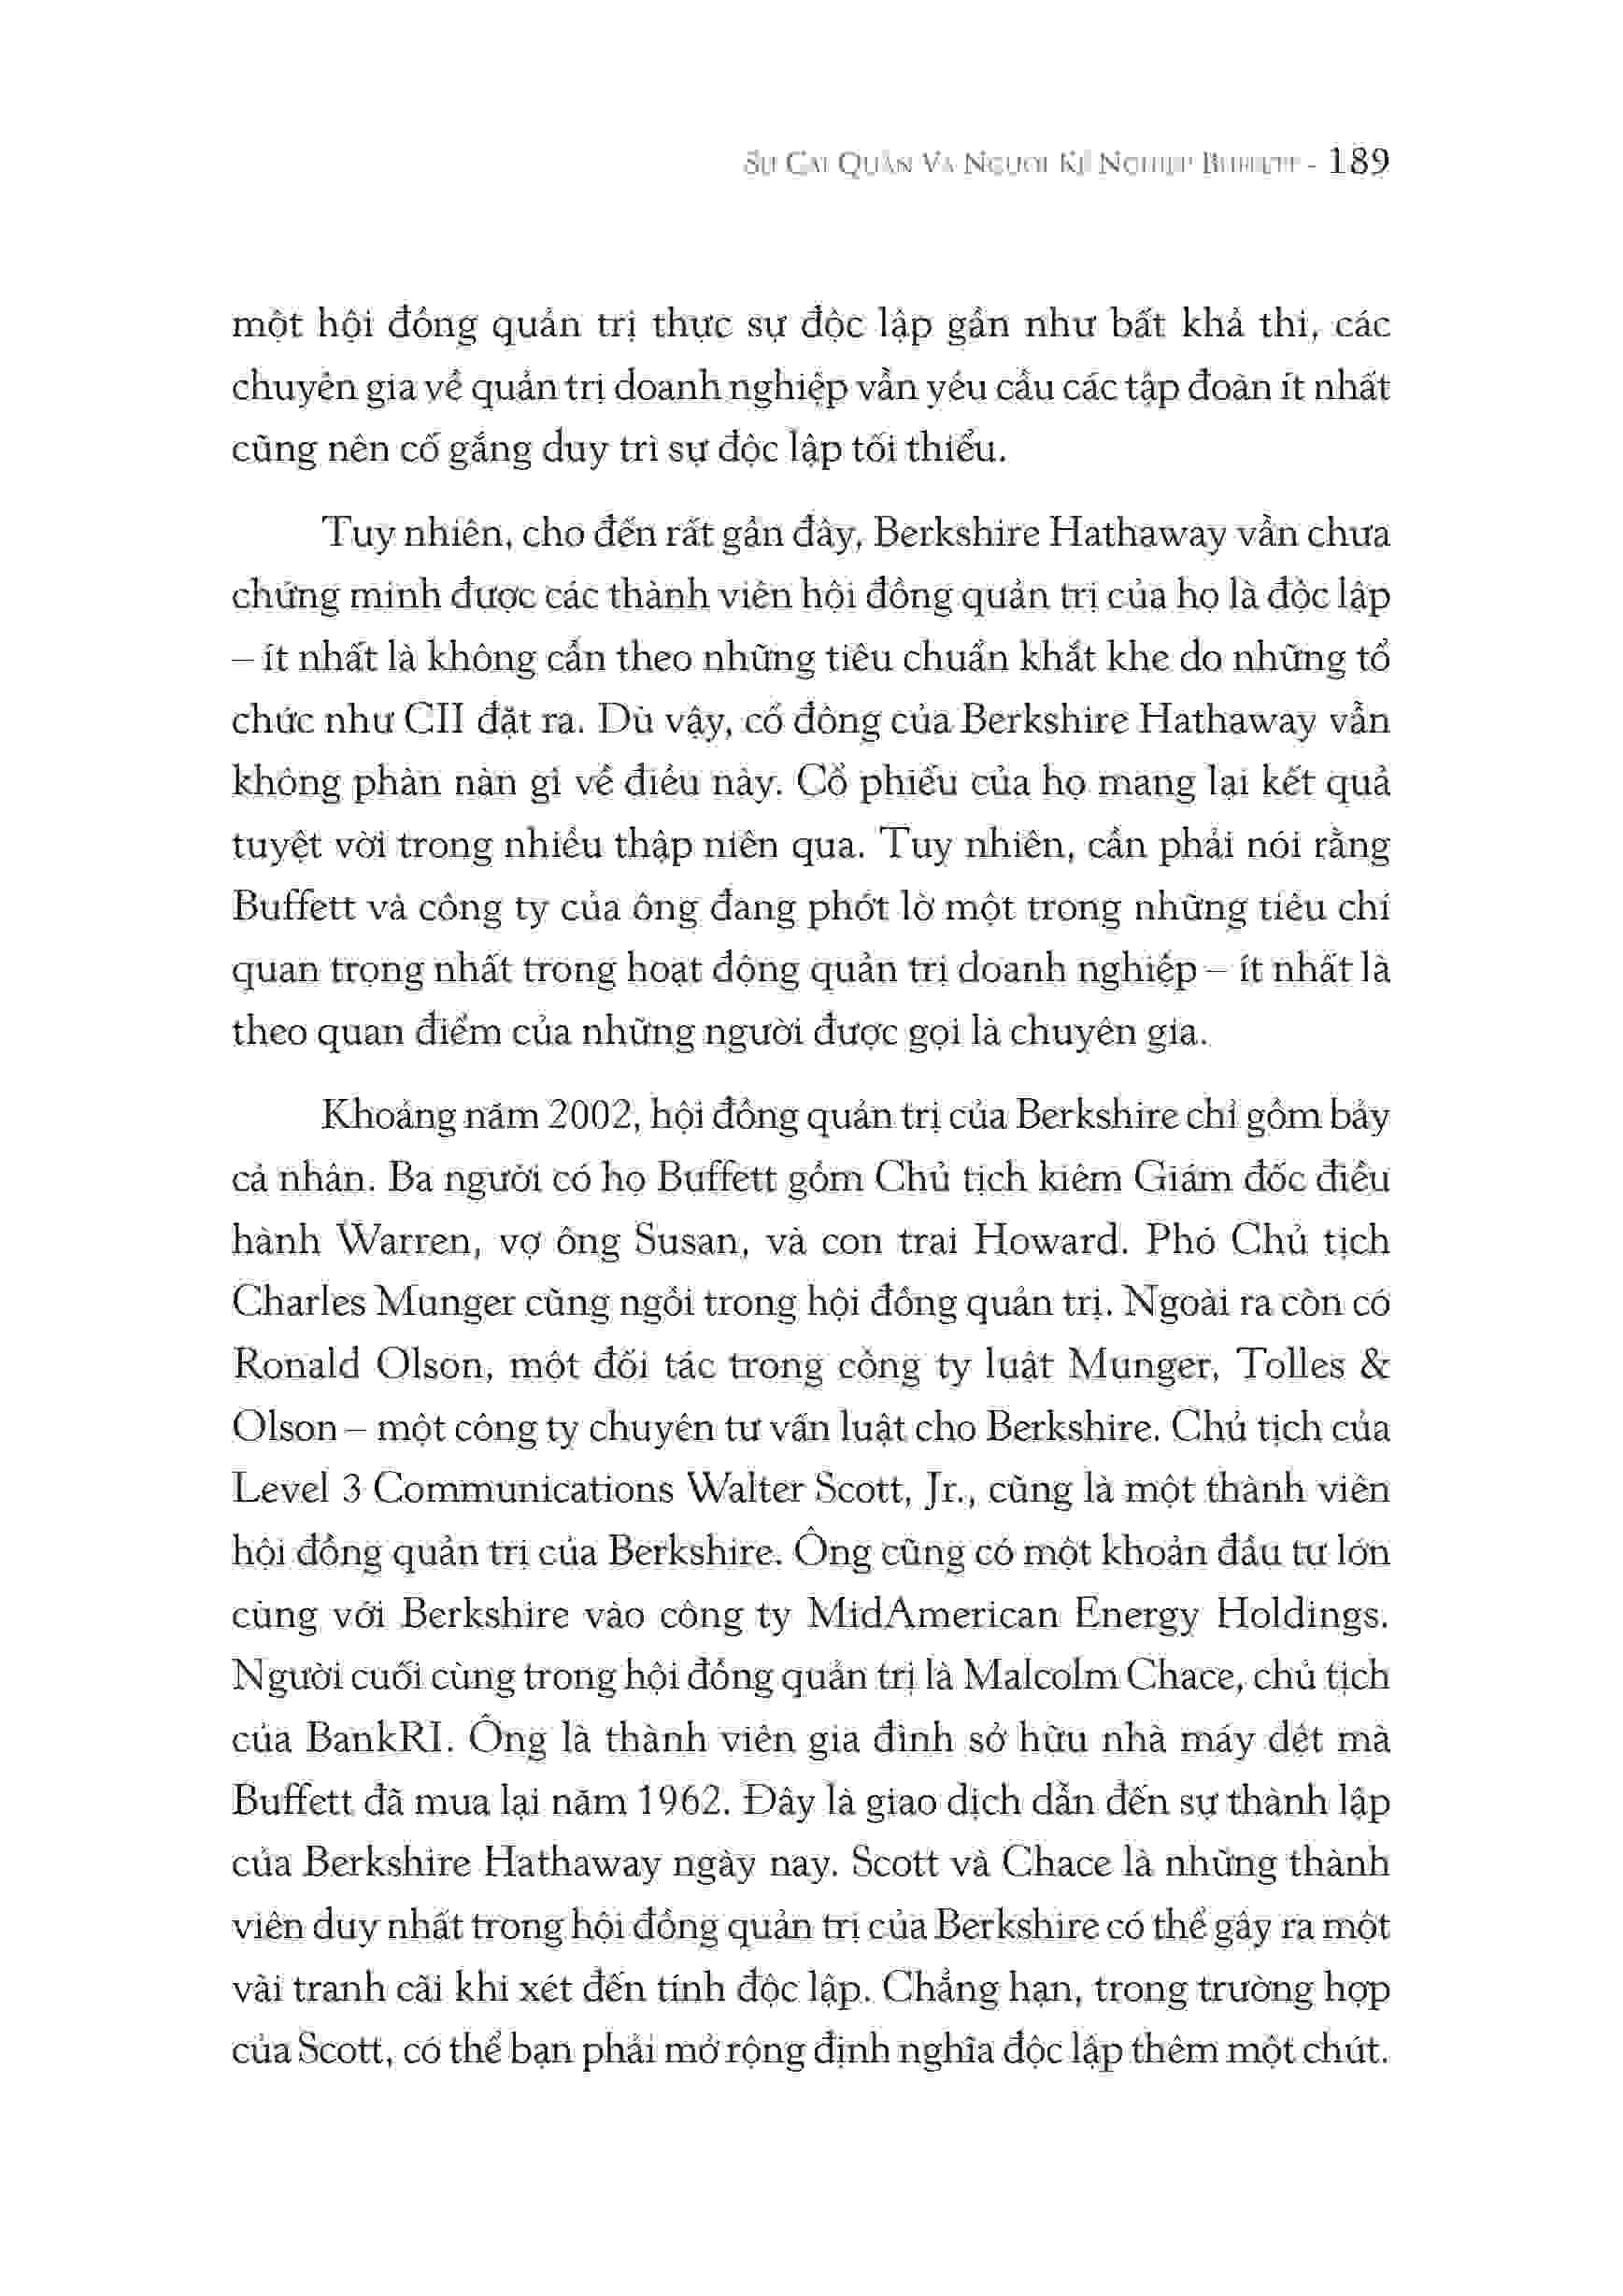 Sự Cai Quản Và Người Kế Nghiệp Buffett - 189
một hội đồng quản trị thực sự độc lập gần như bất khả thi, các
chuyên gia về quản trị doanh nghiệp vẫn yêu cầu các tập đoàn ít nhất
cũng nên cố gắng duy trì sự độc lập tối thiểu.
Tuy nhiên, cho đến rất gần đây, Berkshire Hathaway vẫn chưa
chứng minh được các thành viên hội đồng quản trị của họ là độc lập
– ít nhất là không cần theo những tiêu chuẩn khắt khe do những tổ
chức như CII đặt ra. Dù vậy, cổ đông của Berkshire Hathaway vẫn
không phàn nàn gì về điều này. Cổ phiếu của họ mang lại kết quả
tuyệt vời trong nhiều thập niên qua. Tuy nhiên, cần phải nói rằng
Buffett và công ty của ông đang phớt lờ một trong những tiêu chí
quan trọng nhất trong hoạt động quản trị doanh nghiệp – ít nhất là
theo quan điểm của những người được gọi là chuyên gia.
Khoảng năm 2002, hội đồng quản trị của Berkshire chỉ gồm bảy
cá nhân. Ba người có họ Buffett gồm Chủ tịch kiêm Giám đốc điều
hành Warren, vợ ông Susan, và con trai Howard. Phó Chủ tịch
Charles Munger cũng ngồi trong hội đồng quản trị. Ngoài ra còn có
Ronald Olson, một đối tác trong công ty luật Munger, Tolles &
Olson – một công ty chuyên tư vấn luật cho Berkshire. Chủ tịch của
Level 3 Communications Walter Scott, Jr., cũng là một thành viên
hội đồng quản trị của Berkshire. Ông cũng có một khoản đầu tư lớn
cùng với Berkshire vào công ty MidAmerican Energy Holdings.
Người cuối cùng trong hội đồng quản trị là Malcolm Chace, chủ tịch
của BankRI. Ông là thành viên gia đình sở hữu nhà máy dệt mà
Buffett đã mua lại năm 1962. Đây là giao dịch dẫn đến sự thành lập
của Berkshire Hathaway ngày nay. Scott và Chace là những thành
viên duy nhất trong hội đồng quản trị của Berkshire có thể gây ra một
vài tranh cãi khi xét đến tính độc lập. Chẳng hạn, trong trường hợp
của Scott, có thể bạn phải mở rộng định nghĩa độc lập thêm một chút.